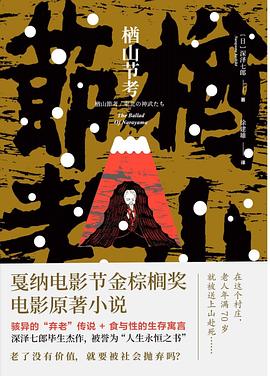 楢山节考
楢山節考/東北の神武たち
The Ballad
Of Narayama
[日] 深泽七郎 著
徐建雄 译
戛纳电影节金棕榈奖
电影原著小说
骇异的“弃老”传说 + 食与性的生存寓言
深泽七郎毕生杰作,被誉为“人生永恒之书”
老了没有价值,就要被社会抛弃吗?
在这个村庄,
老人年满70岁
就被送上山赴死……